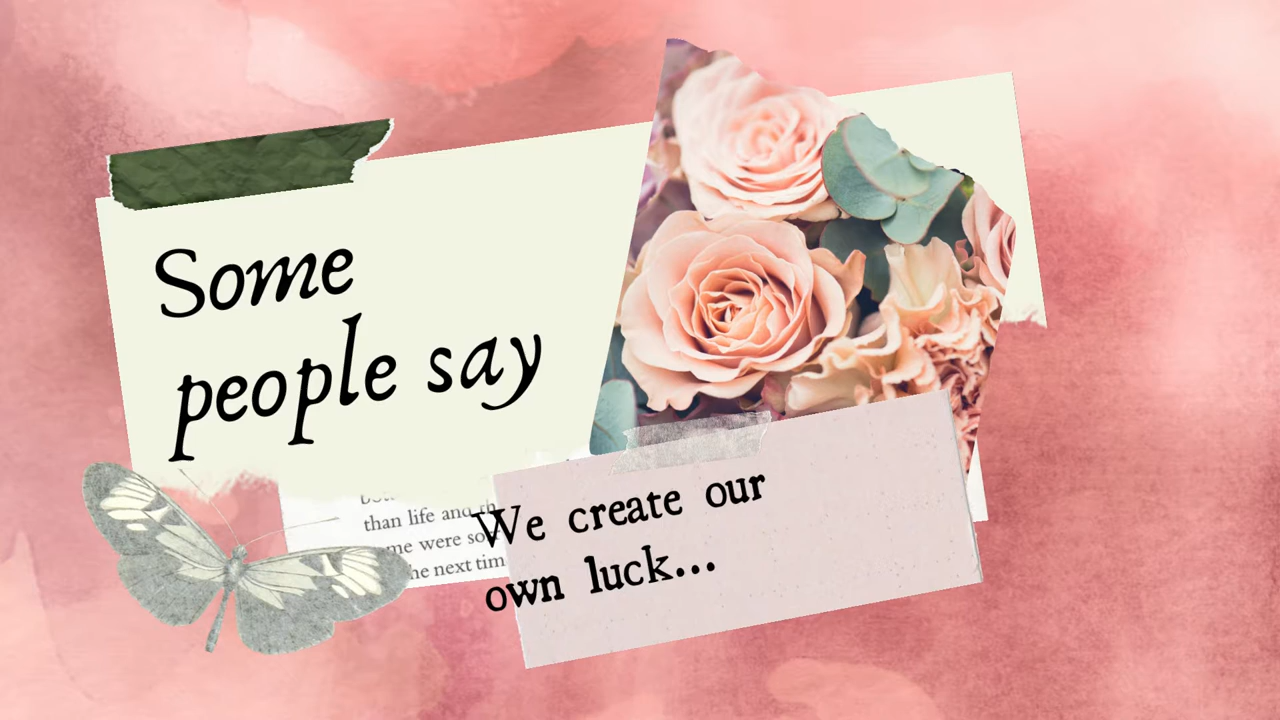 Some
people say
than life and th
me were so
he next tim
We create our
own luck...